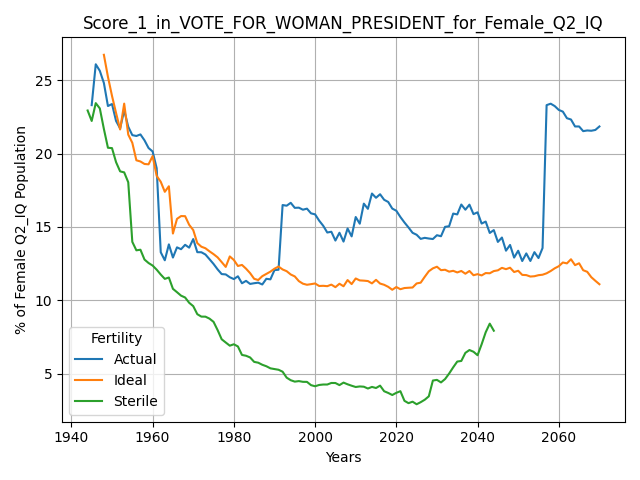 Score_1_in_VOTE_FOR_WOMAN_PRESIDENT_for_Female_Q2_IQ
% of Female Q2_IQ Population
25
20
15
10
5
Fertility
Actual
Ideal
Sterile
1940 1960 1980 2000 2020 2040 2060
Years